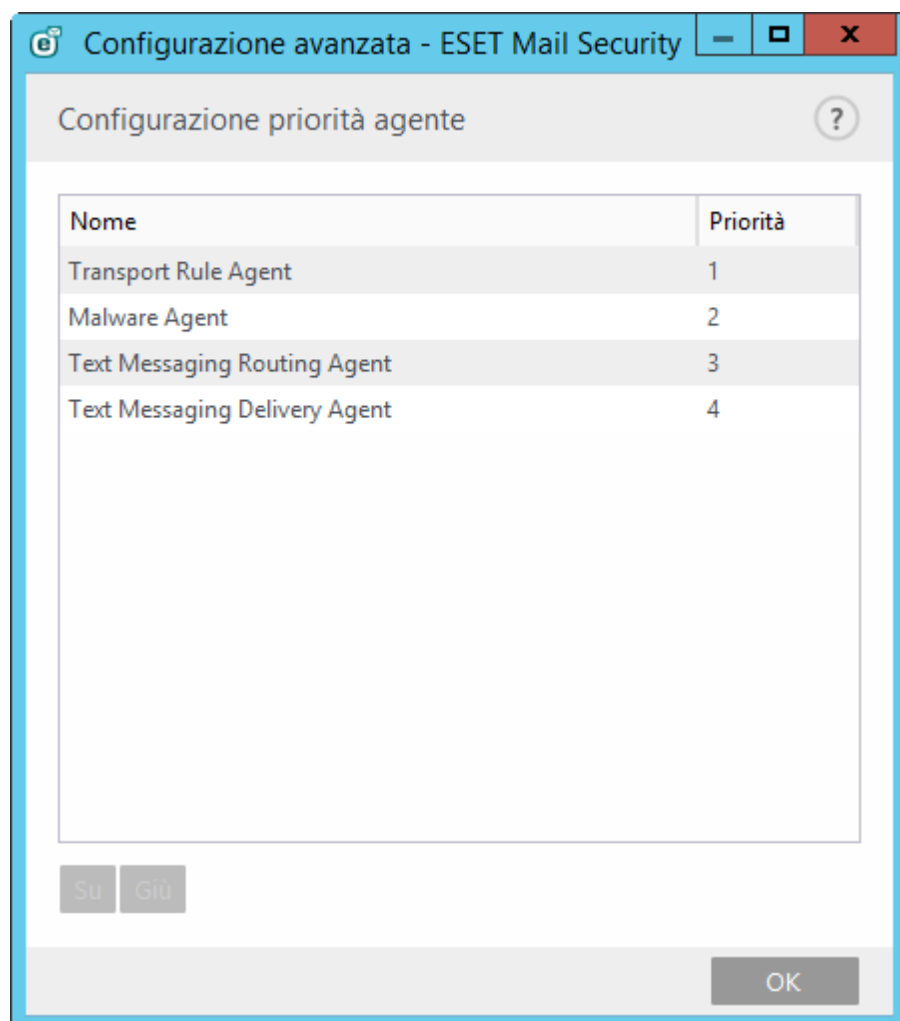 Configurazione avanzata - ESET Mail Security
Configurazione priorità agente
?
Nome Priorità
Transport Rule Agent 1
Malware Agent 2
Text Messaging Routing Agent 3
Text Messaging Delivery Agent 4
Su Giù
OK